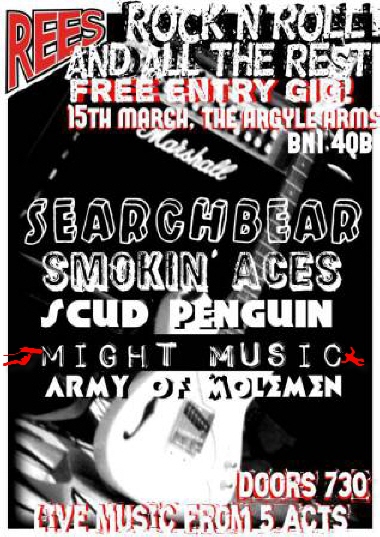 REES
ROCK N ROLL!
AND ALL THE REST
FREE ENTRY GIG!
15TH MARCH, THE ARGYLE ARMS
BN1 4QB
Marshall
SEARCHBEAR
SMOKIN' ACES
SCUD PENGUIN
MIGHT MUSIC
ARMY OF MOLEMEN
DOORS 730
LIVE MUSIC FROM 5 ACTS